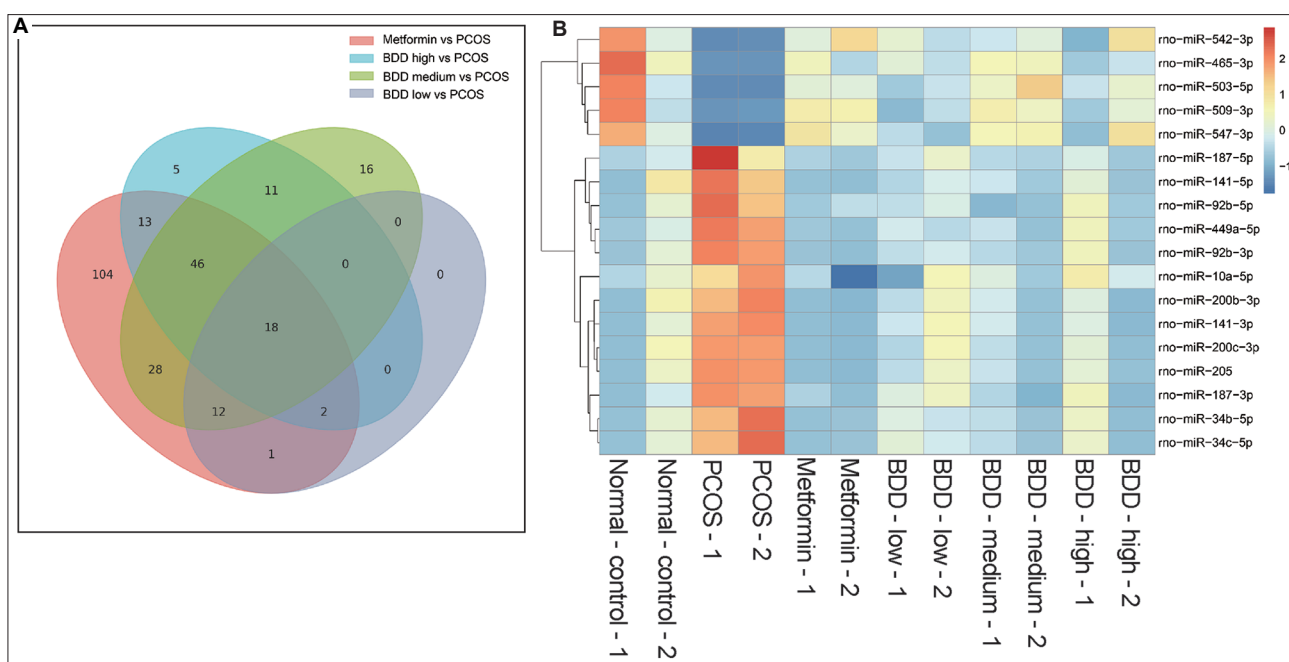 A
Metformin vs PCOS
BDD high vs PCOS
BDD medium vs PCOS
BDD low vs PCOS
5
11
16
13
0
104
46
0
0
18
28
0
12
2
1
B
rno-miR-542-3p
rno-miR-465-3p
rno-miR-503-5p
rno-miR-509-3p
rno-miR-547-3p
rno-miR-187-5p
rno-miR-141-5p
rno-miR-92b-5p
rno-miR-449a-5p
rno-miR-92b-3p
rno-miR-10a-5p
rno-miR-200b-3p
rno-miR-141-3p
rno-miR-200c-3p
rno-miR-205
rno-miR-187-3p
rno-miR-34b-5p
rno-miR-34c-5p
2
1
0
-1
Normal - control - 1
Normal - control - 2
PCOS - 1
PCOS - 2
Metformin - 1
Metformin - 2
BDD - low - 1
BDD - low - 2
BDD - medium - 1
BDD - medium - 2
BDD - high - 1
BDD - high - 2